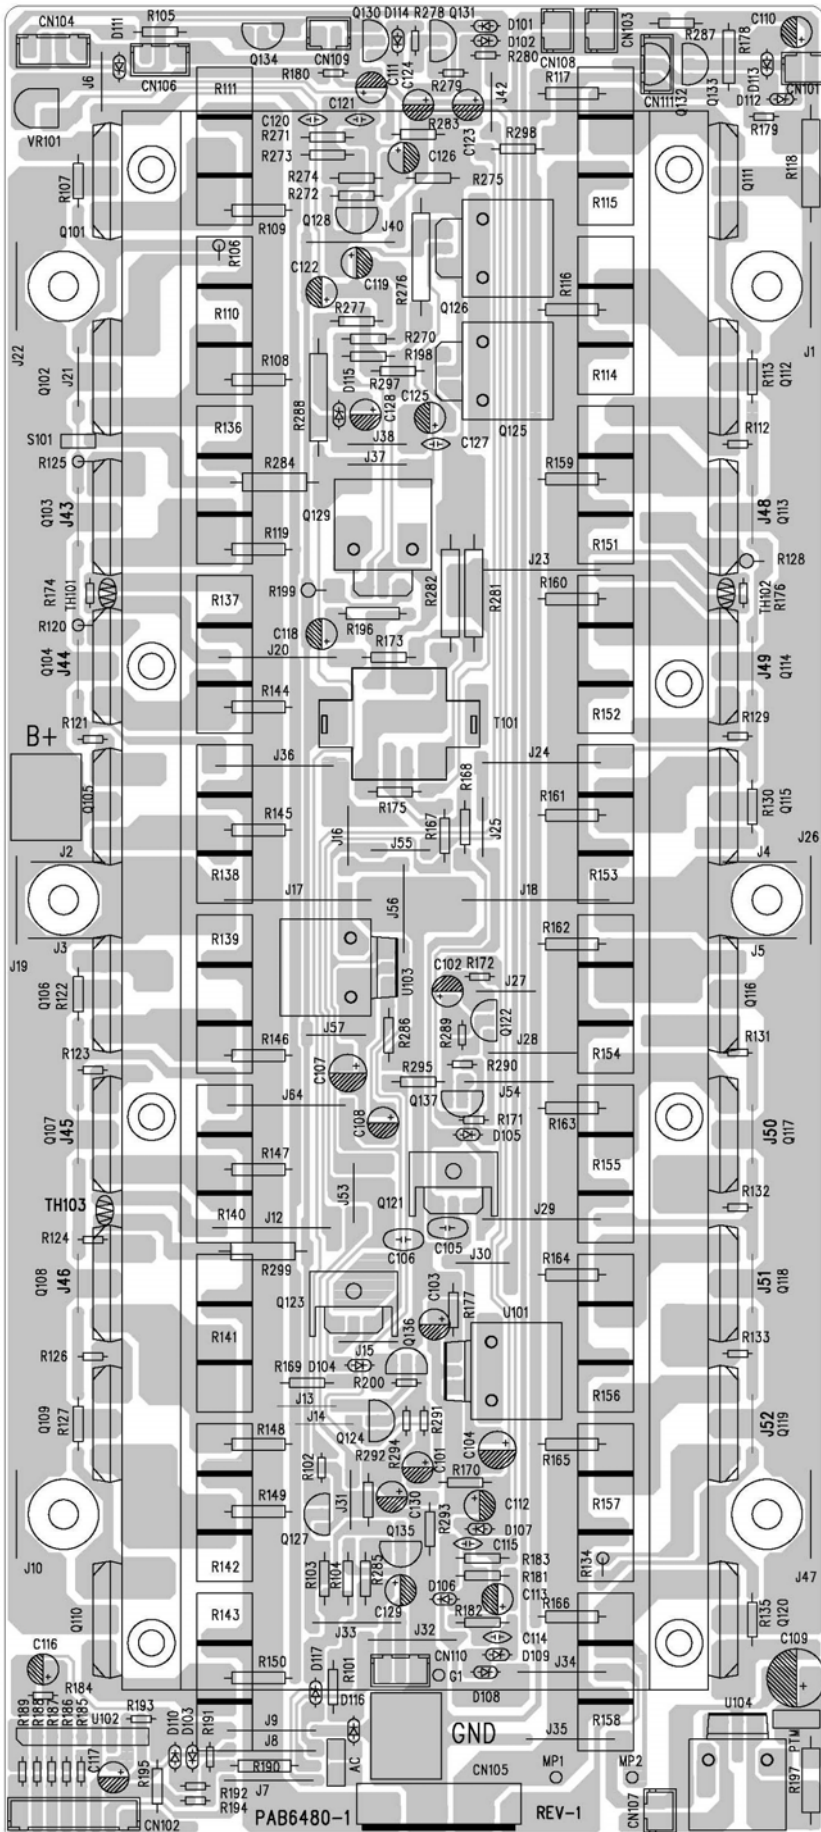 CN104
D111
R105
Q130
D114
R278
Q131
D101
D102
R280
CN108
CN103
R287
R178
C110
J6
CN106
Q134
CN109
C111
C124
CN111
Q132
Q133
D113
CN101
R180
R279
J42
R117
D112
R179
R111
VR101
C120
C121
R271
R283
C123
R298
R273
C126
R118
R107
R274
R275
R272
Q111
Q101
R109
Q128
J40
R115
R106
C122
C119
R276
R116
R110
R277
Q126
J22
J21
Q102
R108
R270
R198
D115
R297
R114
R113
Q112
J1
R288
C128
C125
Q125
R136
S101
J38
C127
R112
R125
J37
R284
R159
Q103
J43
Q129
J48
Q113
R119
R151
R282
R281
J23
R128
R174
TH101
R137
R199
R160
TH102
R176
R120
R196
C118
R173
Q104
J44
J20
J49
Q114
R144
R152
R121
T101
R129
B+
J36
J24
R168
Q105
R175
R161
R130
Q115
R145
J16
R167
J25
J55
J2
J4
J26
R138
R153
J17
J56
J18
R139
R162
J3
J5
J19
U103
C102
R172
Q106
R122
J27
Q116
R286
R289
Q122
J57
R146
J28
R154
R131
R123
C107
R295
R290
J54
J64
Q137
R163
Q107
J45
C108
R171
D105
J50
Q117
R147
R155
TH103
J53
Q121
R132
R140
J12
J29
R124
C106
C105
R299
J30
R164
Q108
J46
Q123
C103
R177
J51
Q118
U101
R141
Q136
J15
R133
R126
R169
D104
R200
R156
J13
Q109
R127
J14
R291
J52
Q119
R148
Q124
R292
R294
C104
R165
R102
C101
R170
R149
J31
C130
C112
R157
R293
Q127
D107
Q135
C115
J10
R142
R183
R134
J47
R103
R104
R285
R181
D106
R143
C129
C113
Q110
R182
R166
R135
Q120
J33
J32
C114
C116
D117
R101
CN110
D109
C109
R184
R150
G1
J34
D116
D108
R189
R188
R187
R186
R185
U102
R193
D110
D103
R191
J9
GND
J35
R158
U104
PTM
J8
AC
C117
R195
R190
CN105
MP1
MP2
R197
J7
R192
R194
CN102
PAB6480-1
REV-1
CN107